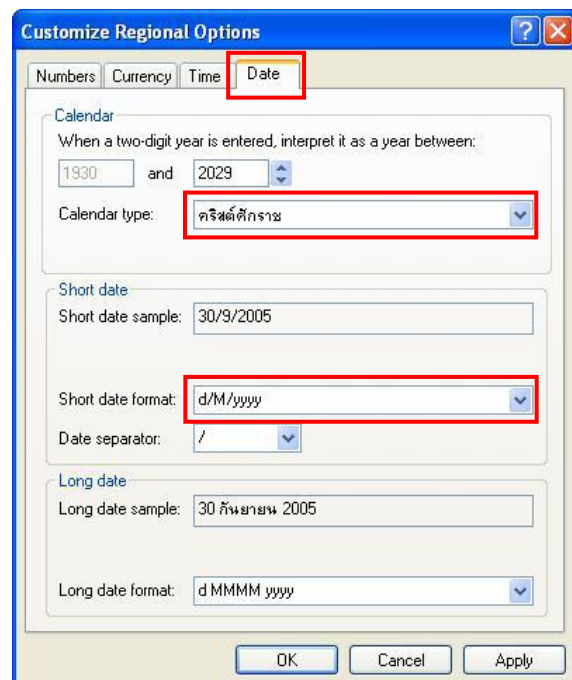 Customize Regional Options
Numbers Currency Time Date
Calendar
When a two-digit year is entered, interpret it as a year between:
1930 and 2029
Calendar type: คริสต์ศักราช
Short date
Short date sample: 30/9/2005
Short date format: d/M/yyyy
Date separator: /
Long date
Long date sample: 30 กันยายน 2005
Long date format: d MMMM yyyy
OK Cancel Apply